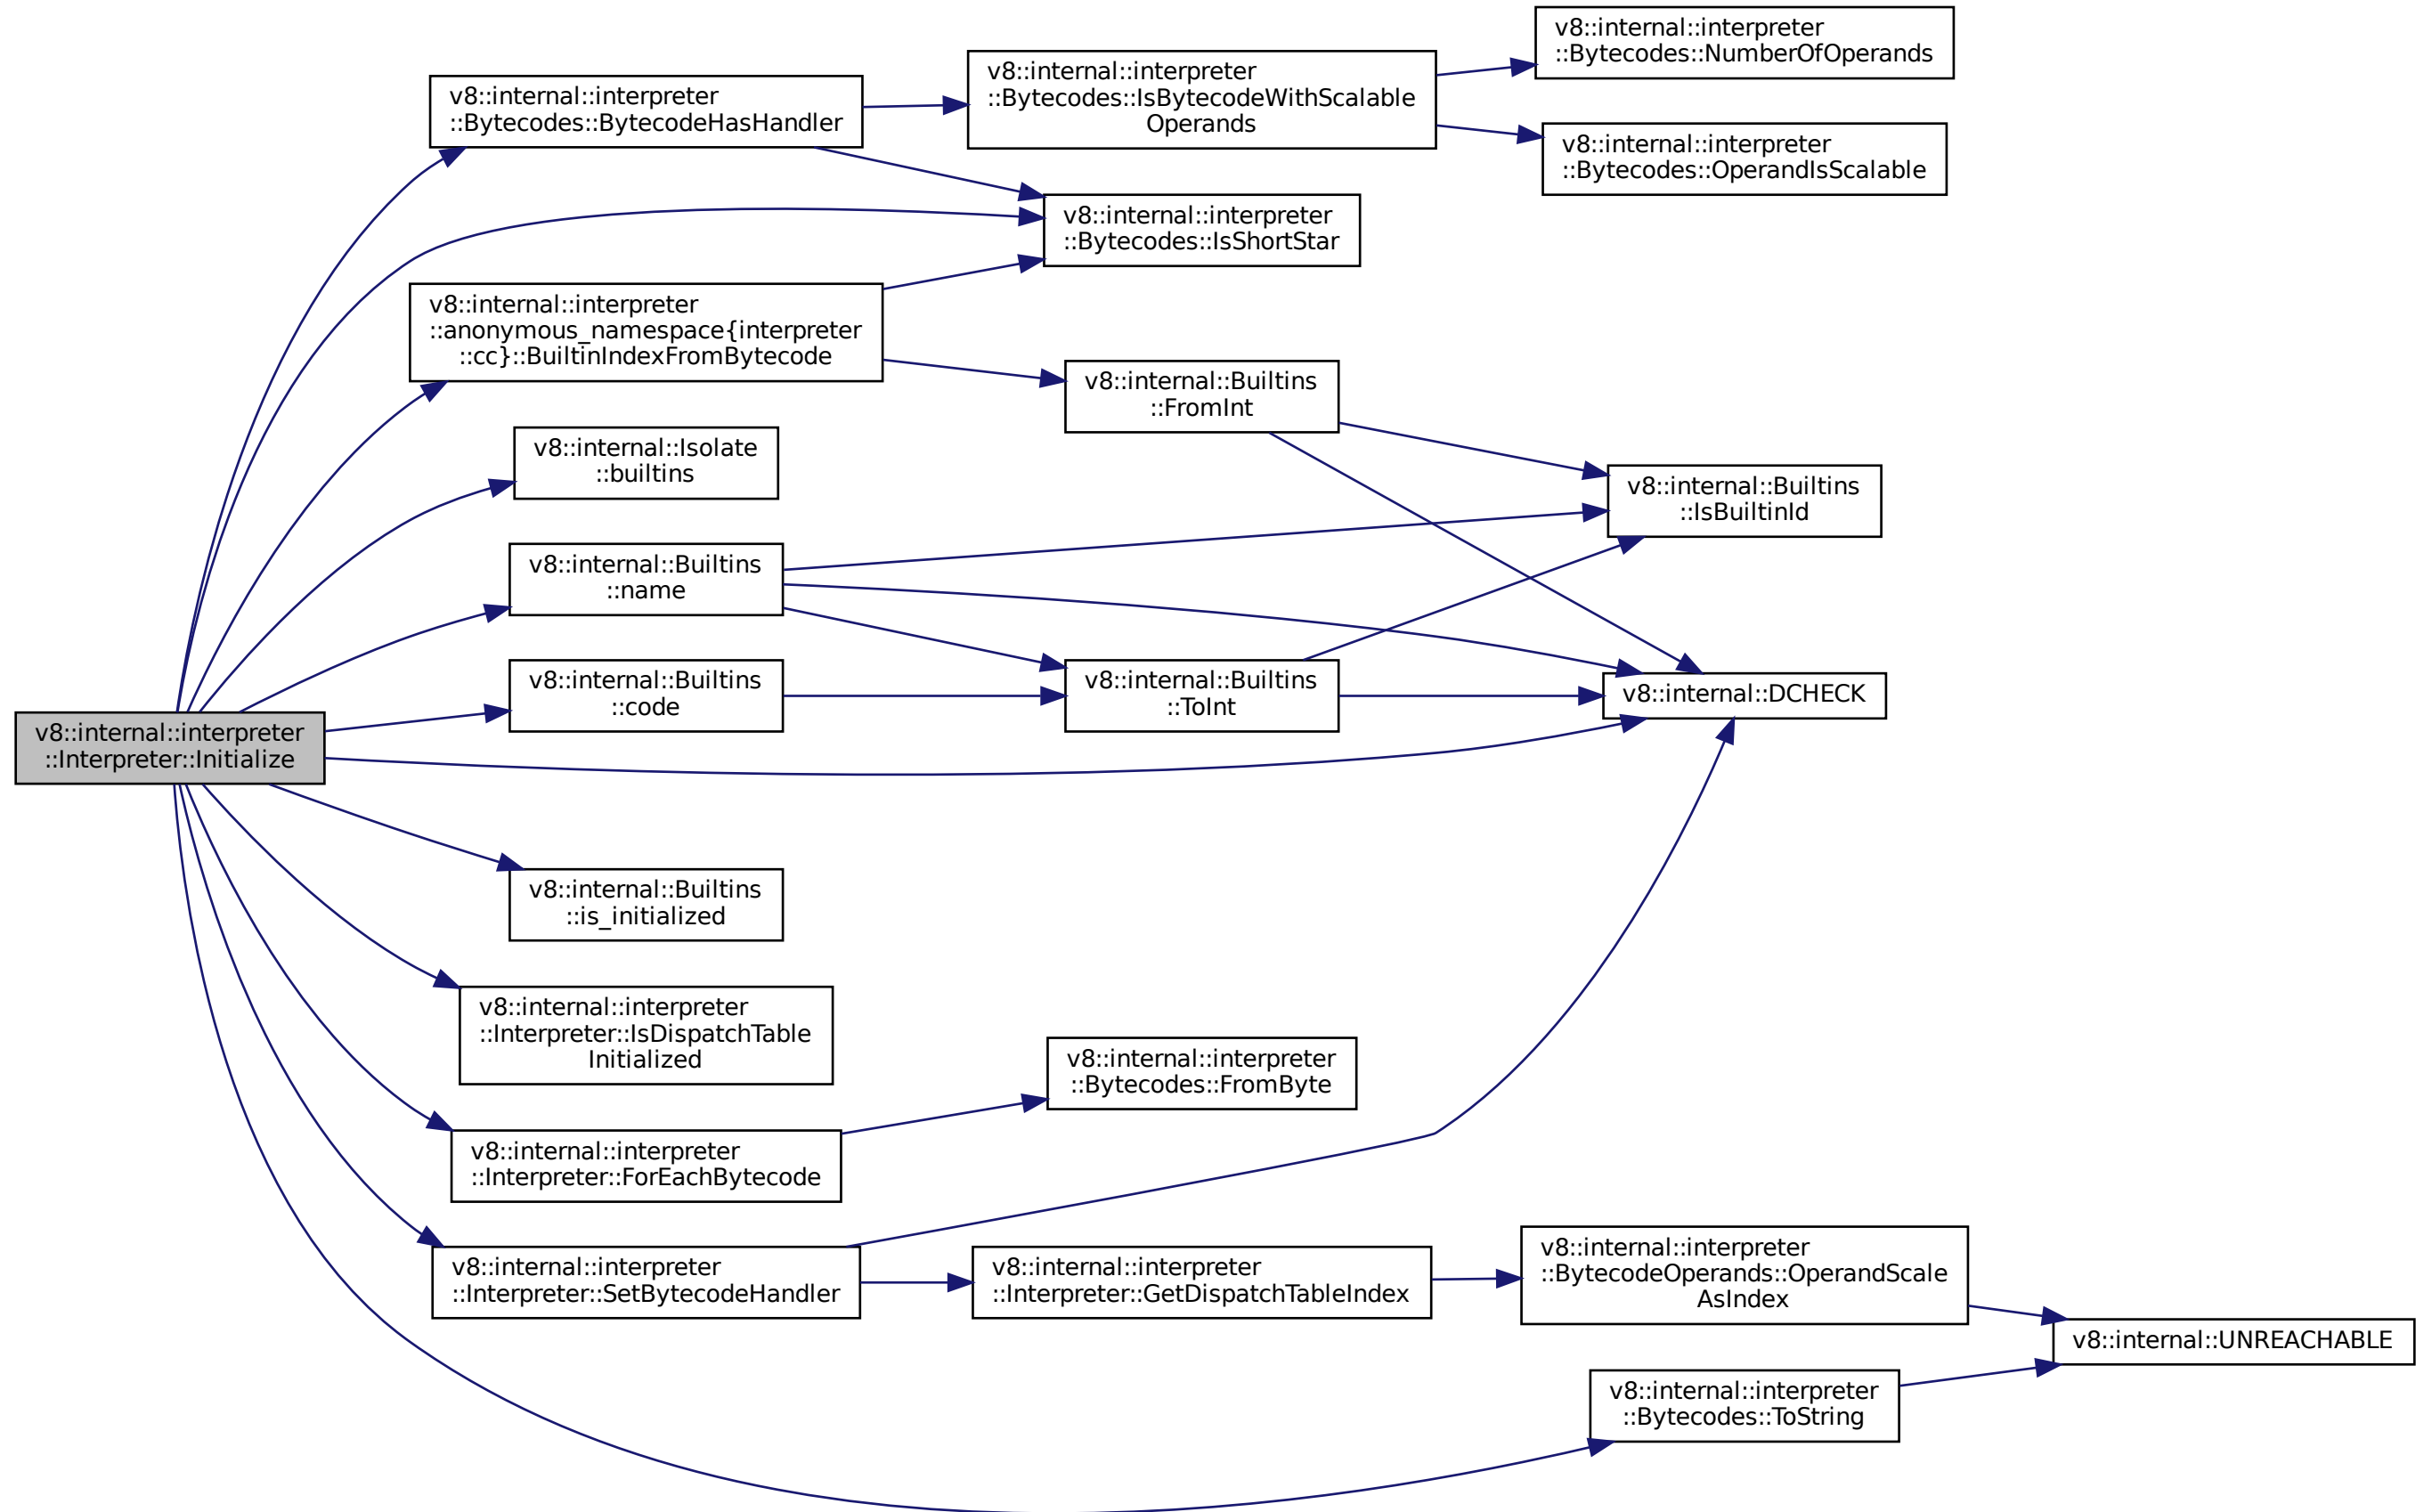 v8::internal::interpreter
::Bytecodes::NumberOfOperands
v8::internal::interpreter
::Bytecodes::IsBytecodeWithScalable
Operands
v8::internal::interpreter
::Bytecodes::BytecodeHasHandler
v8::internal::interpreter
::Bytecodes::OperandIsScalable
v8::internal::interpreter
::Bytecodes::IsShortStar
v8::internal::interpreter
::anonymous_namespace{interpreter
::cc}::BuiltinIndexFromBytecode
v8::internal::Builtins
::FromInt
v8::internal::Isolate
::builtins
v8::internal::Builtins
::IsBuiltinId
v8::internal::Builtins
::name
v8::internal::Builtins
::code
v8::internal::Builtins
::ToInt
v8::internal::DCHECK
v8::internal::interpreter
::Interpreter::Initialize
v8::internal::Builtins
::is_initialized
v8::internal::interpreter
::Interpreter::IsDispatchTable
Initialized
v8::internal::interpreter
::Bytecodes::FromByte
v8::internal::interpreter
::Interpreter::ForEachBytecode
v8::internal::interpreter
::Interpreter::SetBytecodeHandler
v8::internal::interpreter
::Interpreter::GetDispatchTableIndex
v8::internal::interpreter
::BytecodeOperands::OperandScale
AsIndex
v8::internal::UNREACHABLE
v8::internal::interpreter
::Bytecodes::ToString